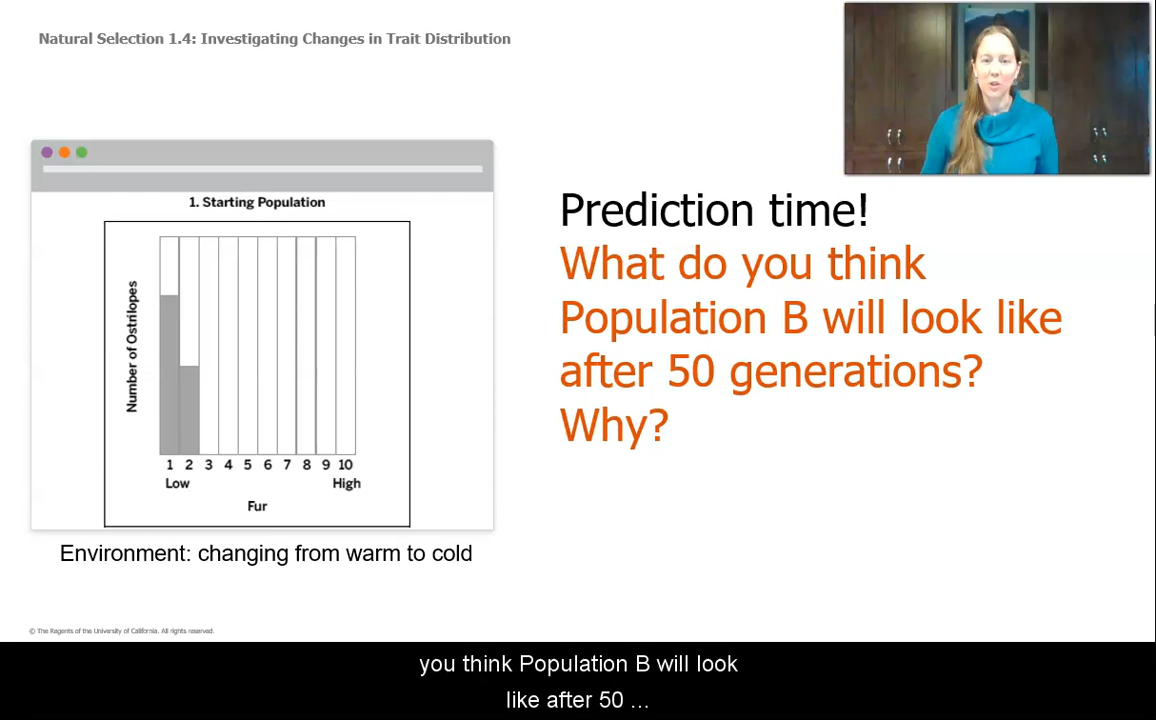 Natural Selection 1.4: Investigating Changes in Trait Distribution
1. Starting Population
Number of Ostrilopes
1 2 3 4 5 6 7 8 9 10
Low High
Fur
Environment: changing from warm to cold
Prediction time!
What do you think
Population B will look like
after 50 generations?
Why?
© The Regents of the University of California. All rights reserved.
you think Population B will look
like after 50 ...